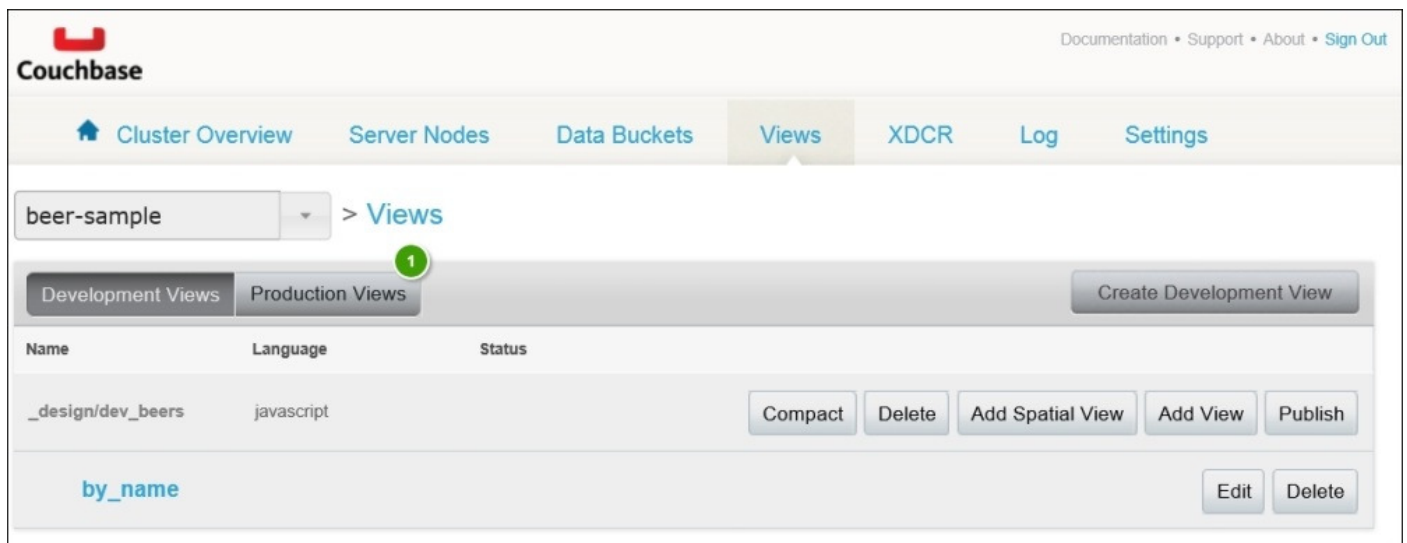 Documentation • Support • About • Sign Out
Couchbase
Cluster Overview Server Nodes Data Buckets Views XDCR Log Settings
beer-sample > Views
1
Development Views Production Views Create Development View
Name Language Status
_design/dev_beers javascript Compact Delete Add Spatial View Add View Publish
by_name Edit Delete